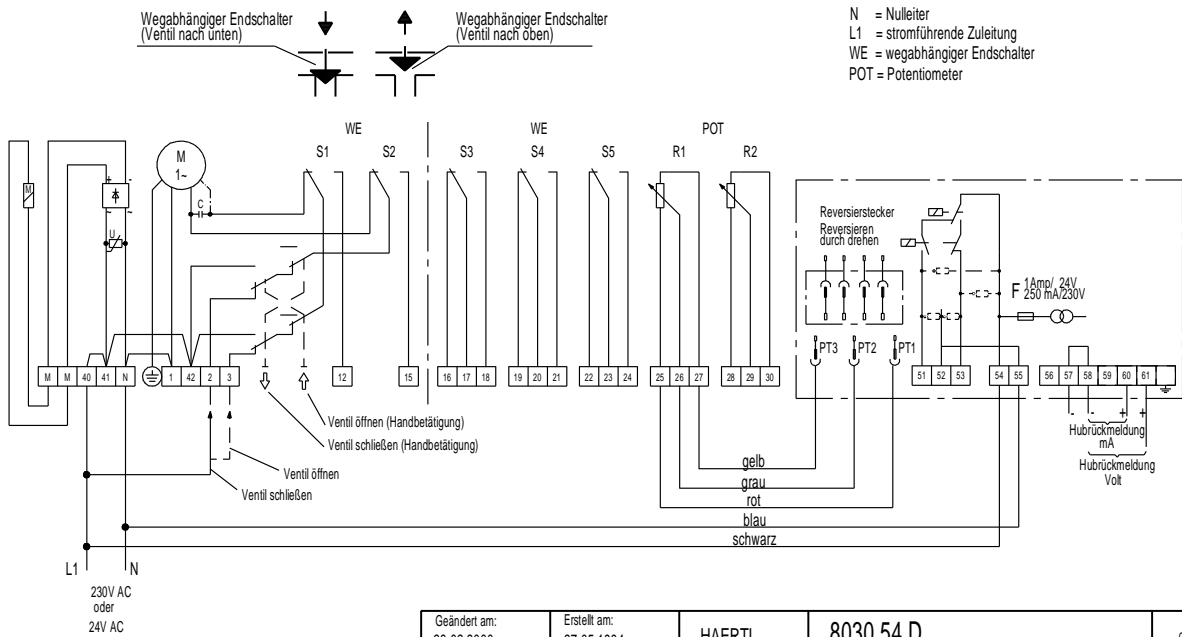 Wegabhängiger Endschalter
(Ventil nach unten)
Wegabhängiger Endschalter
(Ventil nach oben)
N = Nulleiter
L1 = stromführende Zuleitung
WE = wegabhängiger Endschalter
POT = Potentiometer
WE WE POT
S1 S2 S3 S4 S5 R1 R2
M
1~
M
+ -
~ ~
U
C
Reversierstecker
Reversieren
durch drehen
F 1Amp/ 24V
250 mA/230V
PT3 PT2 PT1
M M 40 41 N 1 42 2 3 12 15 16 17 18 19 20 21 22 23 24 25 26 27 28 29 30 51 52 53 54 55 56 57 58 59 60 61
Ventil öffnen (Handbetätigung)
Ventil schließen (Handbetätigung)
Ventil öffnen
Ventil schließen
- - + +
Hubrückmeldung
mA
Hubrückmeldung
Volt
gelb
grau
rot
blau
schwarz
L1 N
230V AC
oder
24V AC
Geändert am: Erstellt am: HAERTL 8030.54 D